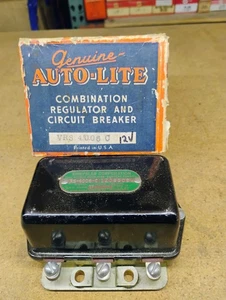 Genuine
AUTO-LITE
COMBINATION
REGULATOR AND
CIRCUIT BREAKER
12V
Printed in U.S.A.